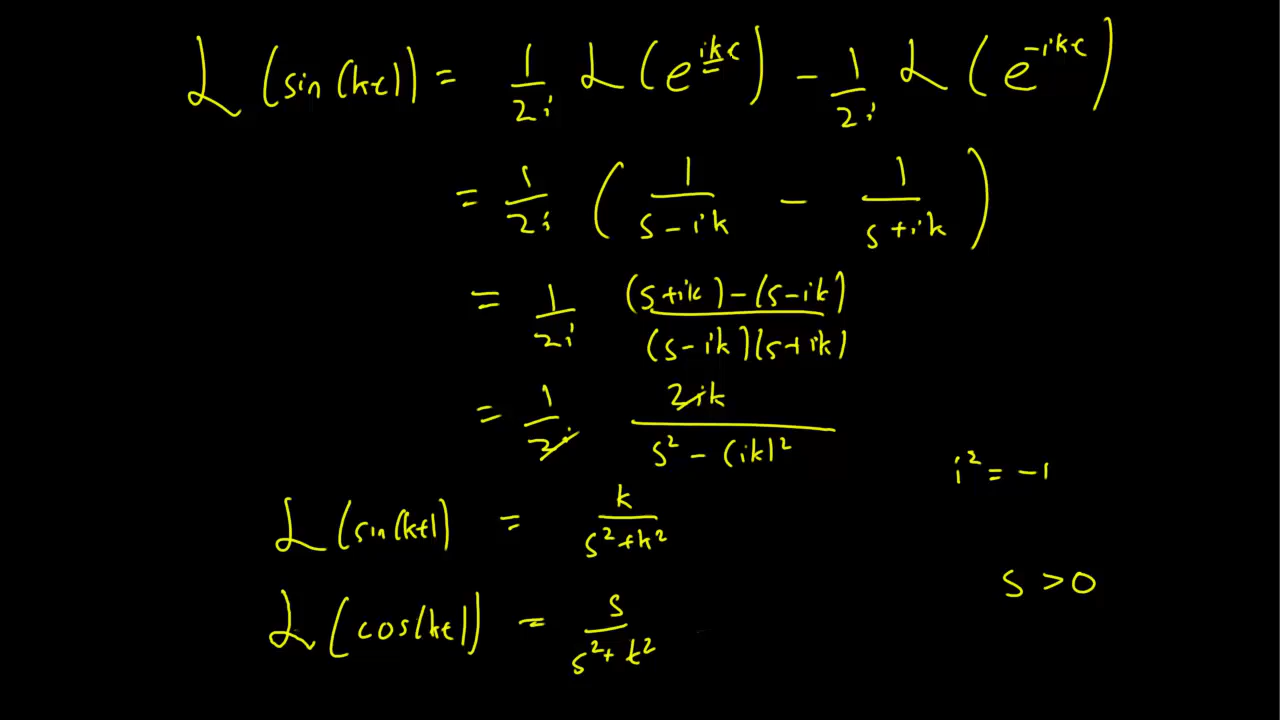 ℒ(sin(kt)) = 1/2i ℒ(e^{ikt}) − 1/2i ℒ(e^{−ikt})
= 1/2i (1/(s−ik) − 1/(s+ik))
= 1/2i ((s+ik)−(s−ik))/((s−ik)(s+ik))
= 1/2i 2ik/(s²−(ik)²)
i² = −1
ℒ(sin(kt)) = k/(s²+k²)
s > 0
ℒ(cos(kt)) = s/(s²+k²)